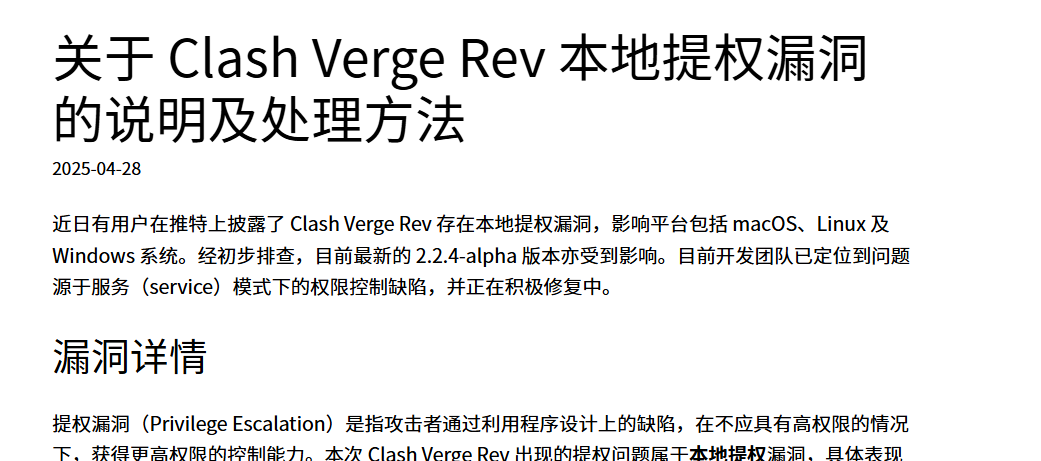 关于 Clash Verge Rev 本地提权漏洞
的说明及处理方法
2025-04-28
近日有用户在推特上披露了 Clash Verge Rev 存在本地提权漏洞，影响平台包括 macOS、Linux 及
Windows 系统。经初步排查，目前最新的 2.2.4-alpha 版本亦受到影响。目前开发团队已定位到问题
源于服务（service）模式下的权限控制缺陷，并正在积极修复中。
漏洞详情
提权漏洞（Privilege Escalation）是指攻击者通过利用程序设计上的缺陷，在不应具有高权限的情况
下，获得更高权限的控制能力。本次 Clash Verge Rev 出现的提权问题属于本地提权漏洞，具体表现